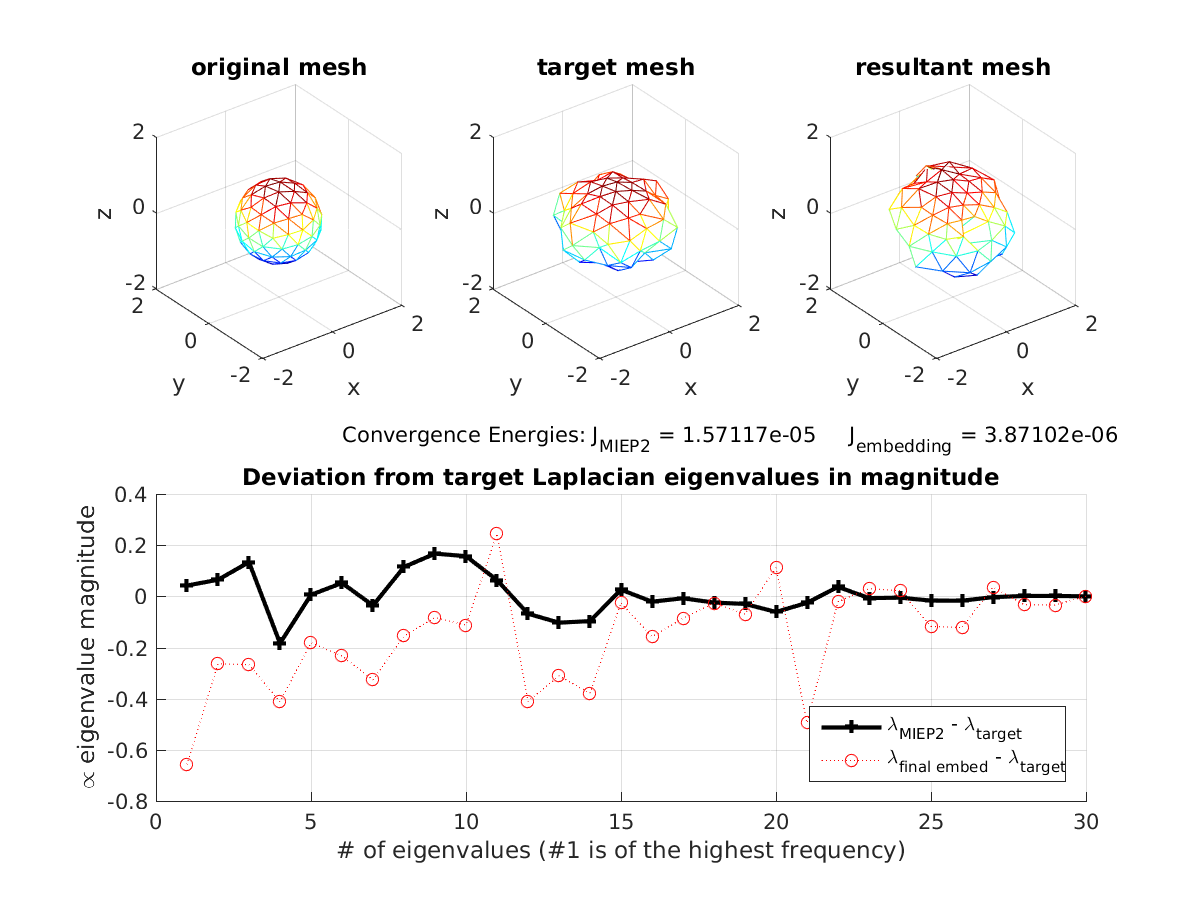 original mesh
target mesh
resultant mesh
2
0
-2
z
2
0
-2
y
-2
0
2
x
2
0
-2
z
2
0
-2
y
-2
0
2
x
2
0
-2
z
2
0
-2
y
-2
0
2
x
Convergence Energies: J_MIEP2 = 1.57117e-05 J_embedding = 3.87102e-06
Deviation from target Laplacian eigenvalues in magnitude
∝ eigenvalue magnitude
0.4
0.2
0
-0.2
-0.4
-0.6
-0.8
λ_MIEP2 - λ_target
λ_final embed - λ_target
0
5
10
15
20
25
30
# of eigenvalues (#1 is of the highest frequency)